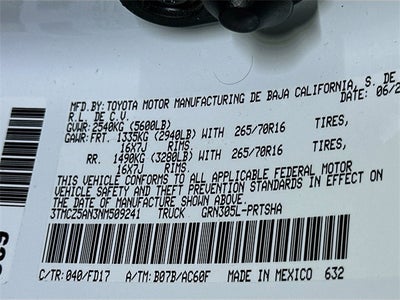 MFD.BY:TOYOTA MOTOR MANUFACTURING DE BAJA CALIFORNIA, S. DE
R.L. DE C.V. DATE: 06/2
GVWR: 2540KG (5600LB)
GAWR: FRT. 1335KG (2940LB) WITH 265/70R16 TIRES,
16X7J RIMS,
RR. 1490KG (3280LB) WITH 265/70R16 TIRES,
16X7J RIMS.
THIS VEHICLE CONFORMS TO ALL APPLICABLE FEDERAL MOTOR
VEHICLE SAFETY AND THEFT PREVENTION STANDARDS IN EFFECT ON
THE DATE OF MANUFACTURE SHOWN ABOVE.
3TMCZ5AN3NM509241 TRUCK GRN305L-PRTSHA
C/TR: 040/FD17 A/TM: B07B/AC60F MADE IN MEXICO 632